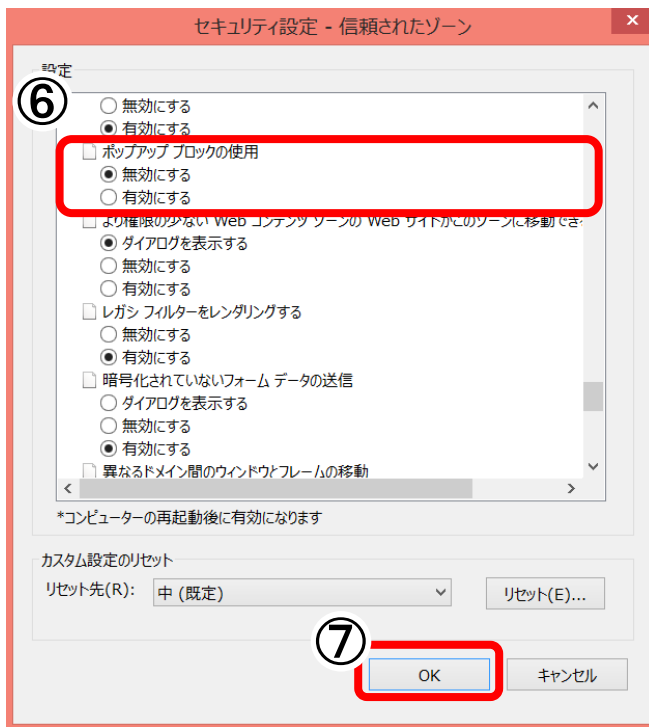 セキュリティ設定 - 信頼されたゾーン
×
設定
⑥
無効にする
有効にする
ポップアップ ブロックの使用
無効にする
有効にする
より権限の少ない Web コンテンツ ゾーンの Web サイトがこのゾーンに移動でき
ダイアログを表示する
無効にする
有効にする
レガシ フィルターをレンダリングする
無効にする
有効にする
暗号化されていないフォーム データの送信
ダイアログを表示する
無効にする
有効にする
異なるドメイン間のウィンドウとフレームの移動
*コンピューターの再起動後に有効になります
カスタム設定のリセット
リセット先(R): 中 (既定) リセット(E)...
⑦
OK キャンセル